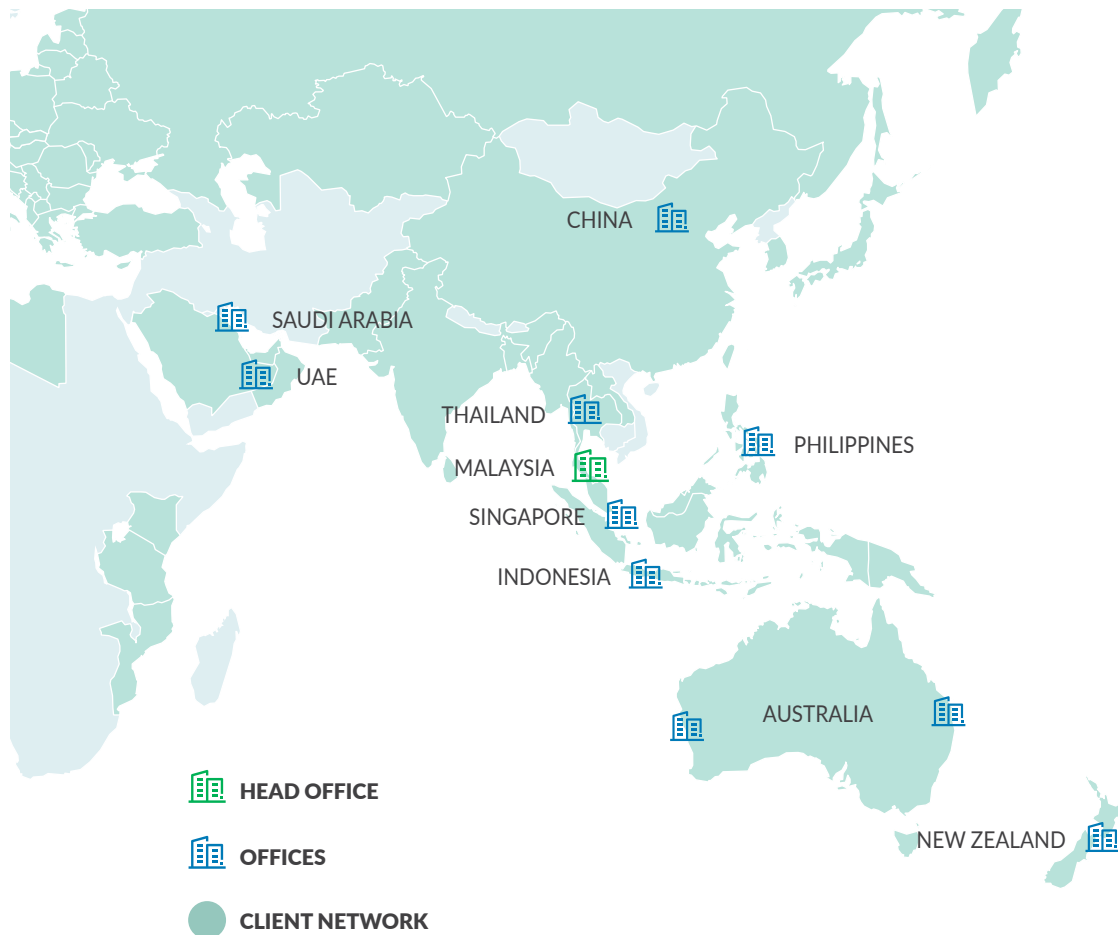 CHINA
SAUDI ARABIA
UAE
THAILAND
PHILIPPINES
MALAYSIA
SINGAPORE
INDONESIA
AUSTRALIA
HEAD OFFICE
NEW ZEALAND
OFFICES
CLIENT NETWORK